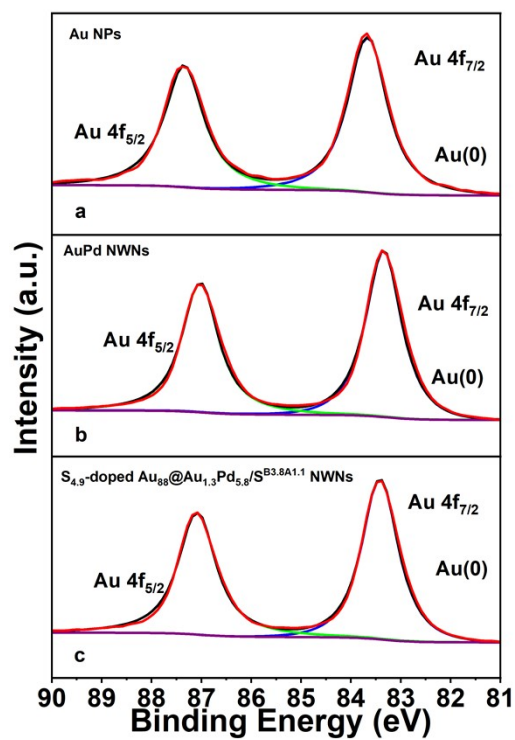 Au NPs
Au 4f7/2
Au 4f5/2
Au(0)
a
AuPd NWNs
Au 4f7/2
Au 4f5/2
Au(0)
b
S4.9-doped Au88@Au1.3Pd5.8/S^B3.8A1.1 NWNs
Au 4f7/2
Au 4f5/2
Au(0)
c
Intensity (a.u.)
90 89 88 87 86 85 84 83 82 81
Binding Energy (eV)